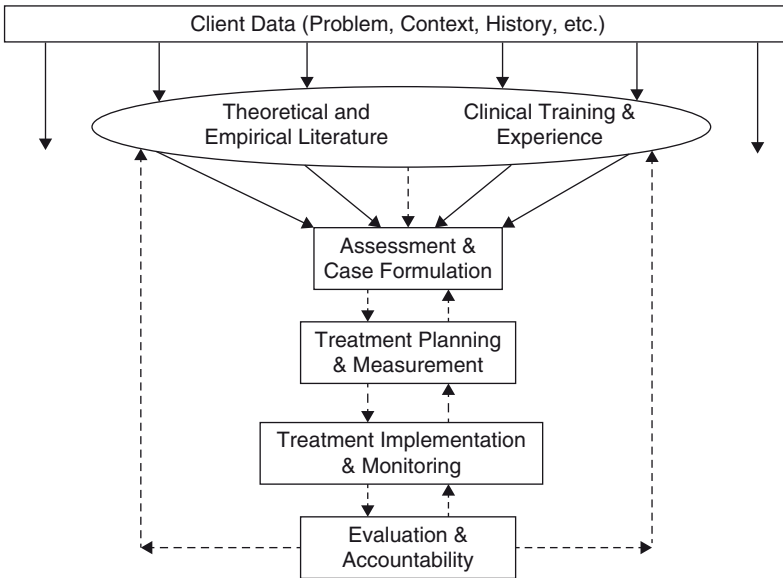 Client Data (Problem, Context, History, etc.)
Theoretical and
Empirical Literature
Clinical Training &
Experience
Assessment &
Case Formulation
Treatment Planning
& Measurement
Treatment Implementation
& Monitoring
Evaluation &
Accountability